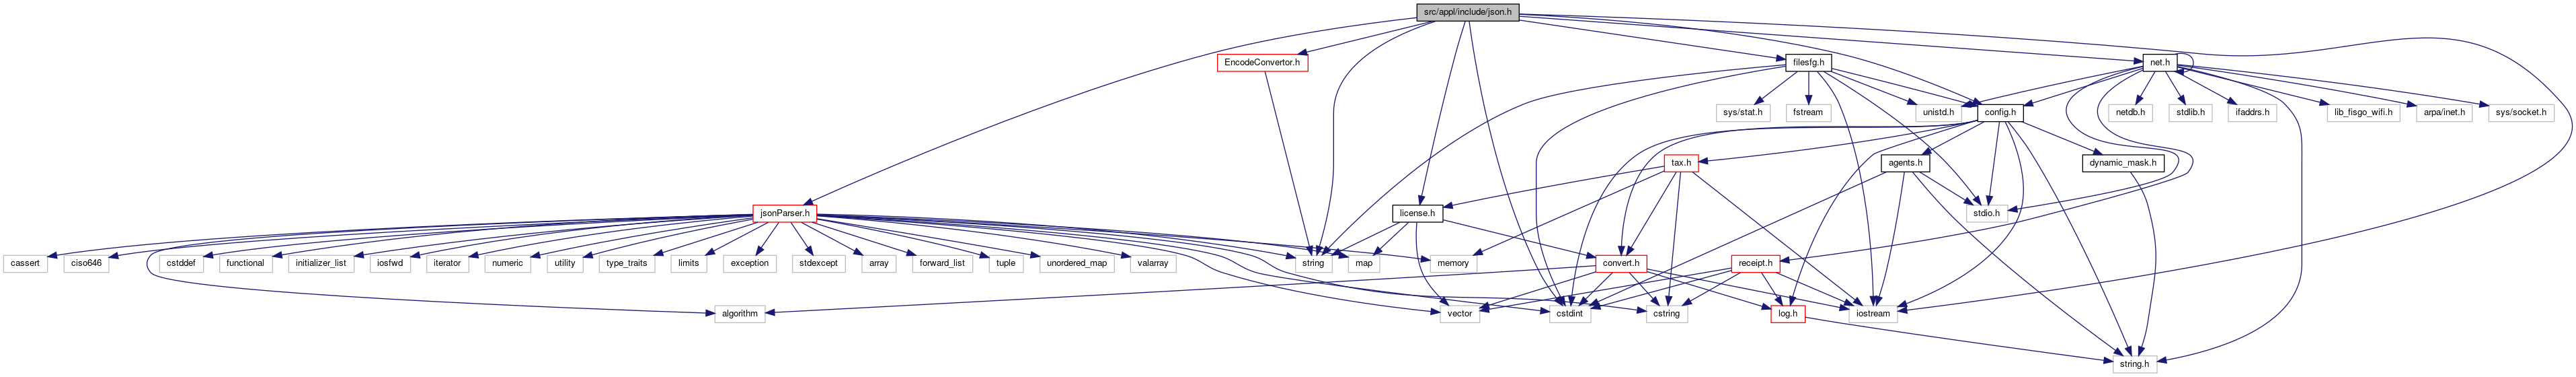 src/appl/include/json.h
EncodeConvertor.h
filesfg.h
net.h
sys/stat.h
fstream
unistd.h
config.h
netdb.h
stdlib.h
ifaddrs.h
lib_fisgo_wifi.h
arpa/inet.h
sys/socket.h
tax.h
agents.h
dynamic_mask.h
jsonParser.h
license.h
stdio.h
cassert
ciso646
cstddef
functional
initializer_list
iosfwd
iterator
numeric
utility
type_traits
limits
exception
stdexcept
array
forward_list
tuple
unordered_map
valarray
string
map
memory
convert.h
receipt.h
algorithm
vector
cstdint
cstring
log.h
iostream
string.h